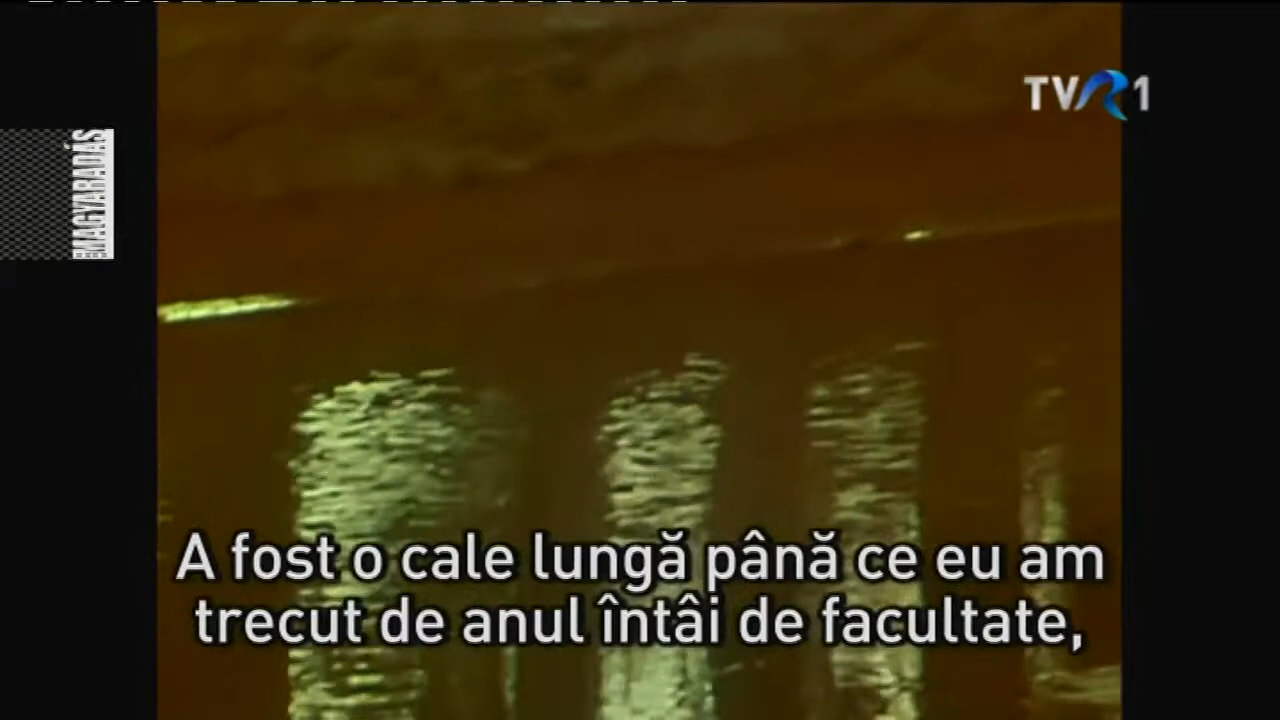 TVR1
MAGYARADÁS
A fost o cale lungă până ce eu am
trecut de anul întâi de facultate,